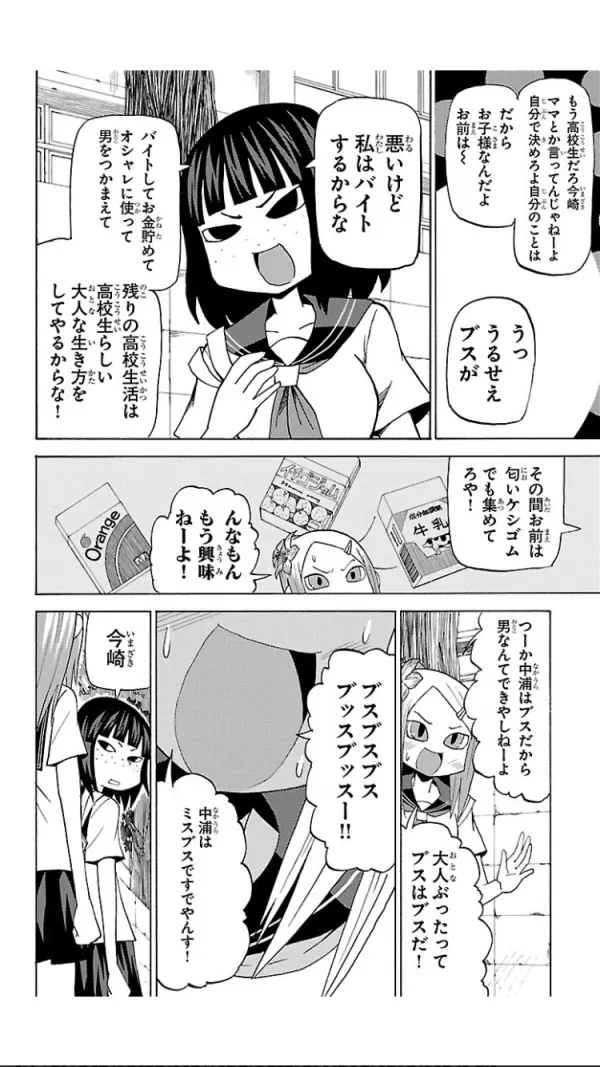 もう高校生だろ今崎
ママとか言ってんじゃねーよ
自分で決めろよ自分のことは
だから
お子様なんだよ
お前は～
うっ
うるせえ
ブスが
悪いけど
私はバイト
するからな
バイトしてお金貯めて
オシャレに使って
男をつかまえて
残りの高校生活は
高校生らしい
大人な生き方を
してやるからな！
その間お前は
匂いケシゴム
でも集めて
ろや！
牛乳
イチゴジャム
んなもん
もう興味
ねーよ！
Orange
つーか中浦はブスだから
男なんてできやしねーよ
大人ぶったって
ブスはブスだ！
ブスブスブス
ブッスブッスー！！
中浦は
ミスブスですでやんす！
今崎